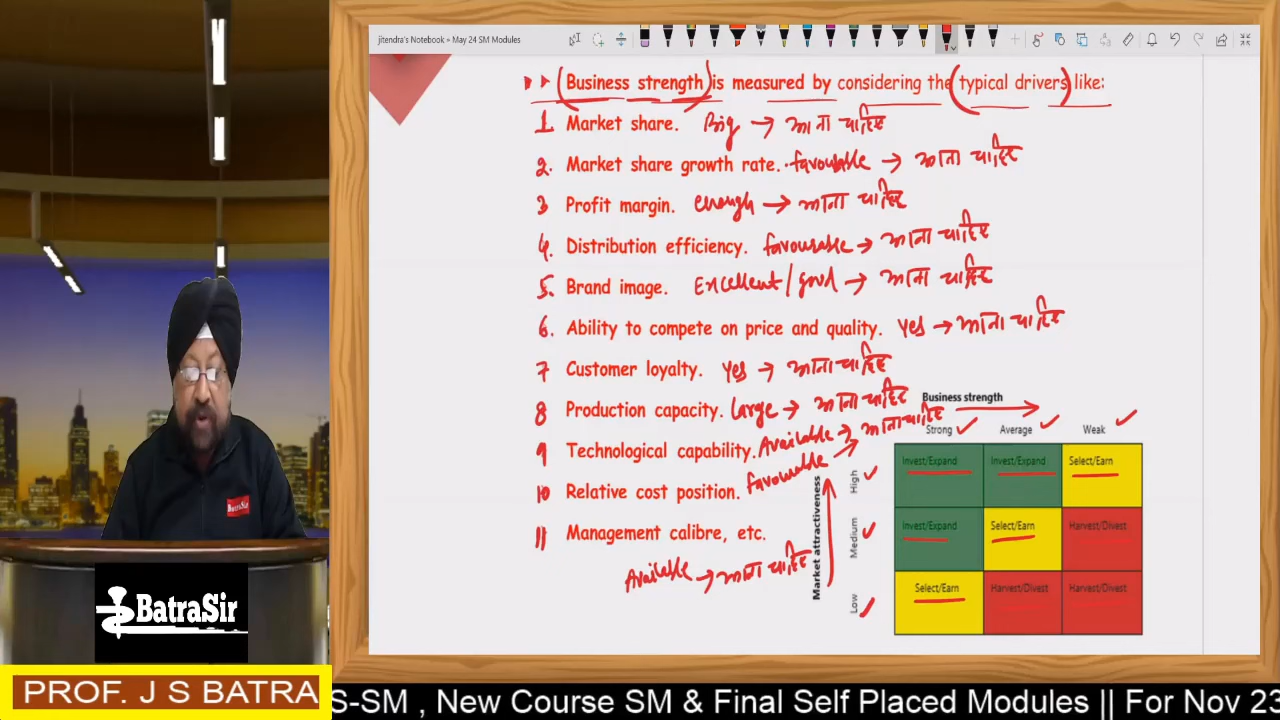 jitendra's Notebook » May 24 SM Modules
Business strength is measured by considering the typical drivers like:
1 Market share. Big → आना चाहिए
2. Market share growth rate. favourable → आना चाहिए
3 Profit margin. enough → आना चाहिए
4. Distribution efficiency. favourable → आना चाहिए
5. Brand image. Excellent/good → आना चाहिए
6. Ability to compete on price and quality. yes → आना चाहिए
7 Customer loyalty. yes → आना चाहिए
8 Production capacity. Large → आना चाहिए
9 Technological capability. Available → आना चाहिए
10 Relative cost position. favourable →
11 Management calibre, etc.
Available → आना चाहिए
Business strength
Strong Average Weak
Market attractiveness
High Invest/Expand Invest/Expand Select/Earn
Medium Invest/Expand Select/Earn Harvest/Divest
Low Select/Earn Harvest/Divest Harvest/Divest
BatraSir
BatraSir
PROF. J S BATRA
S-SM , New Course SM & Final Self Placed Modules || For Nov 23